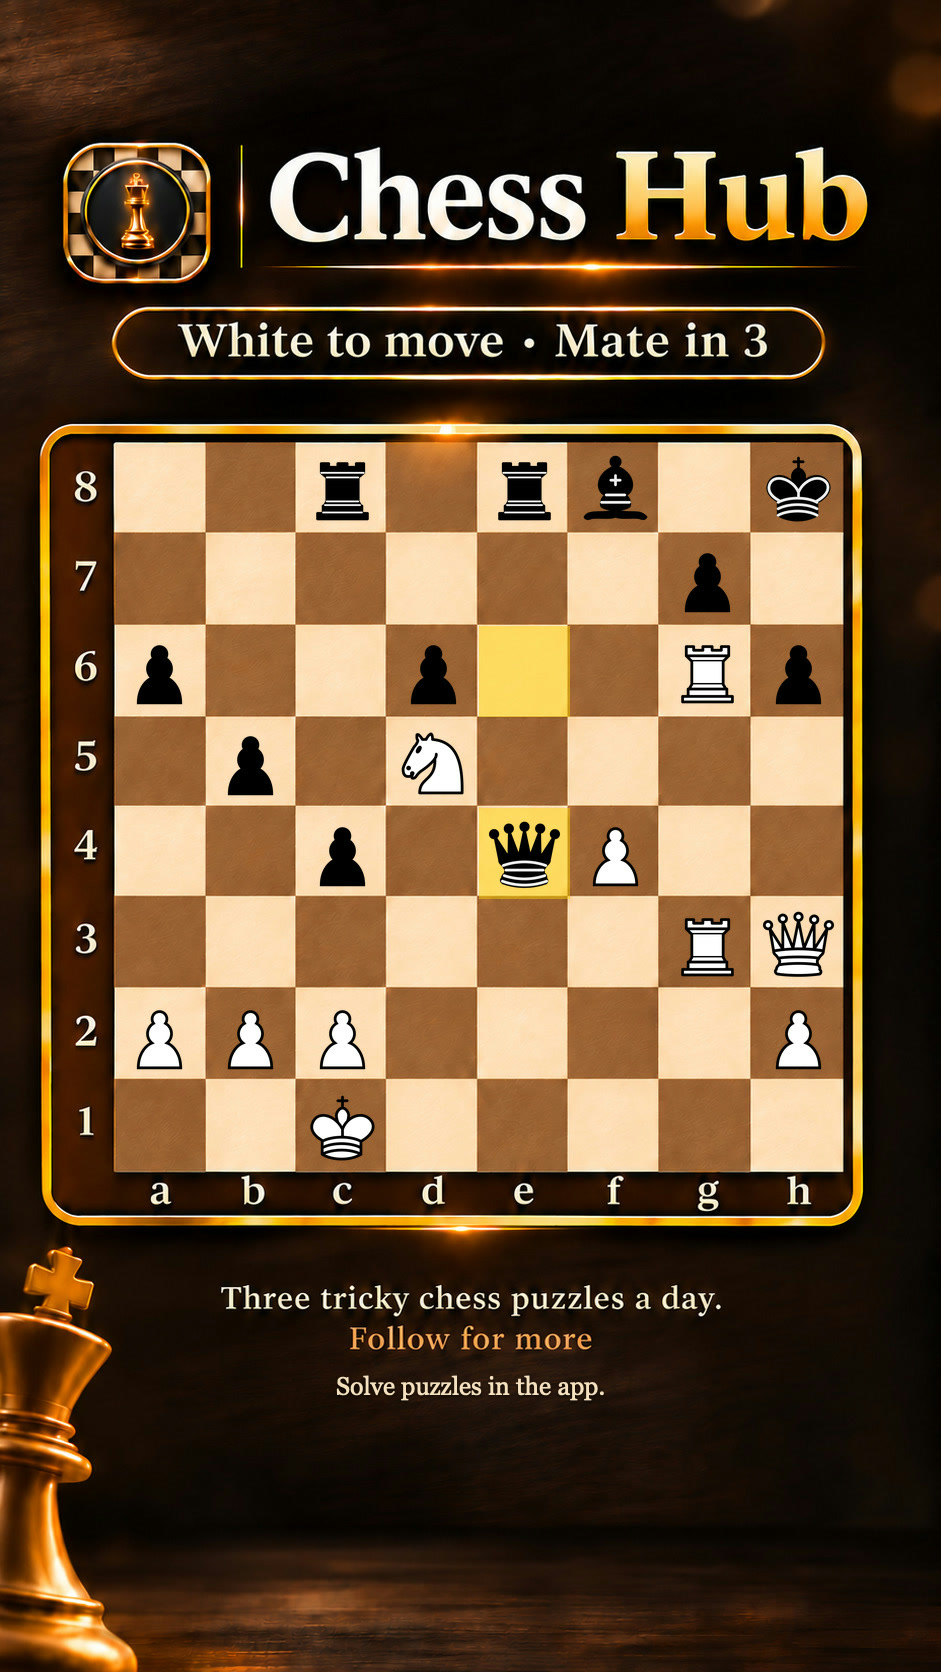 Chess Hub
White to move • Mate in 3
8
7
6
5
4
3
2
1
a b c d e f g h
Three tricky chess puzzles a day.
Follow for more
Solve puzzles in the app.